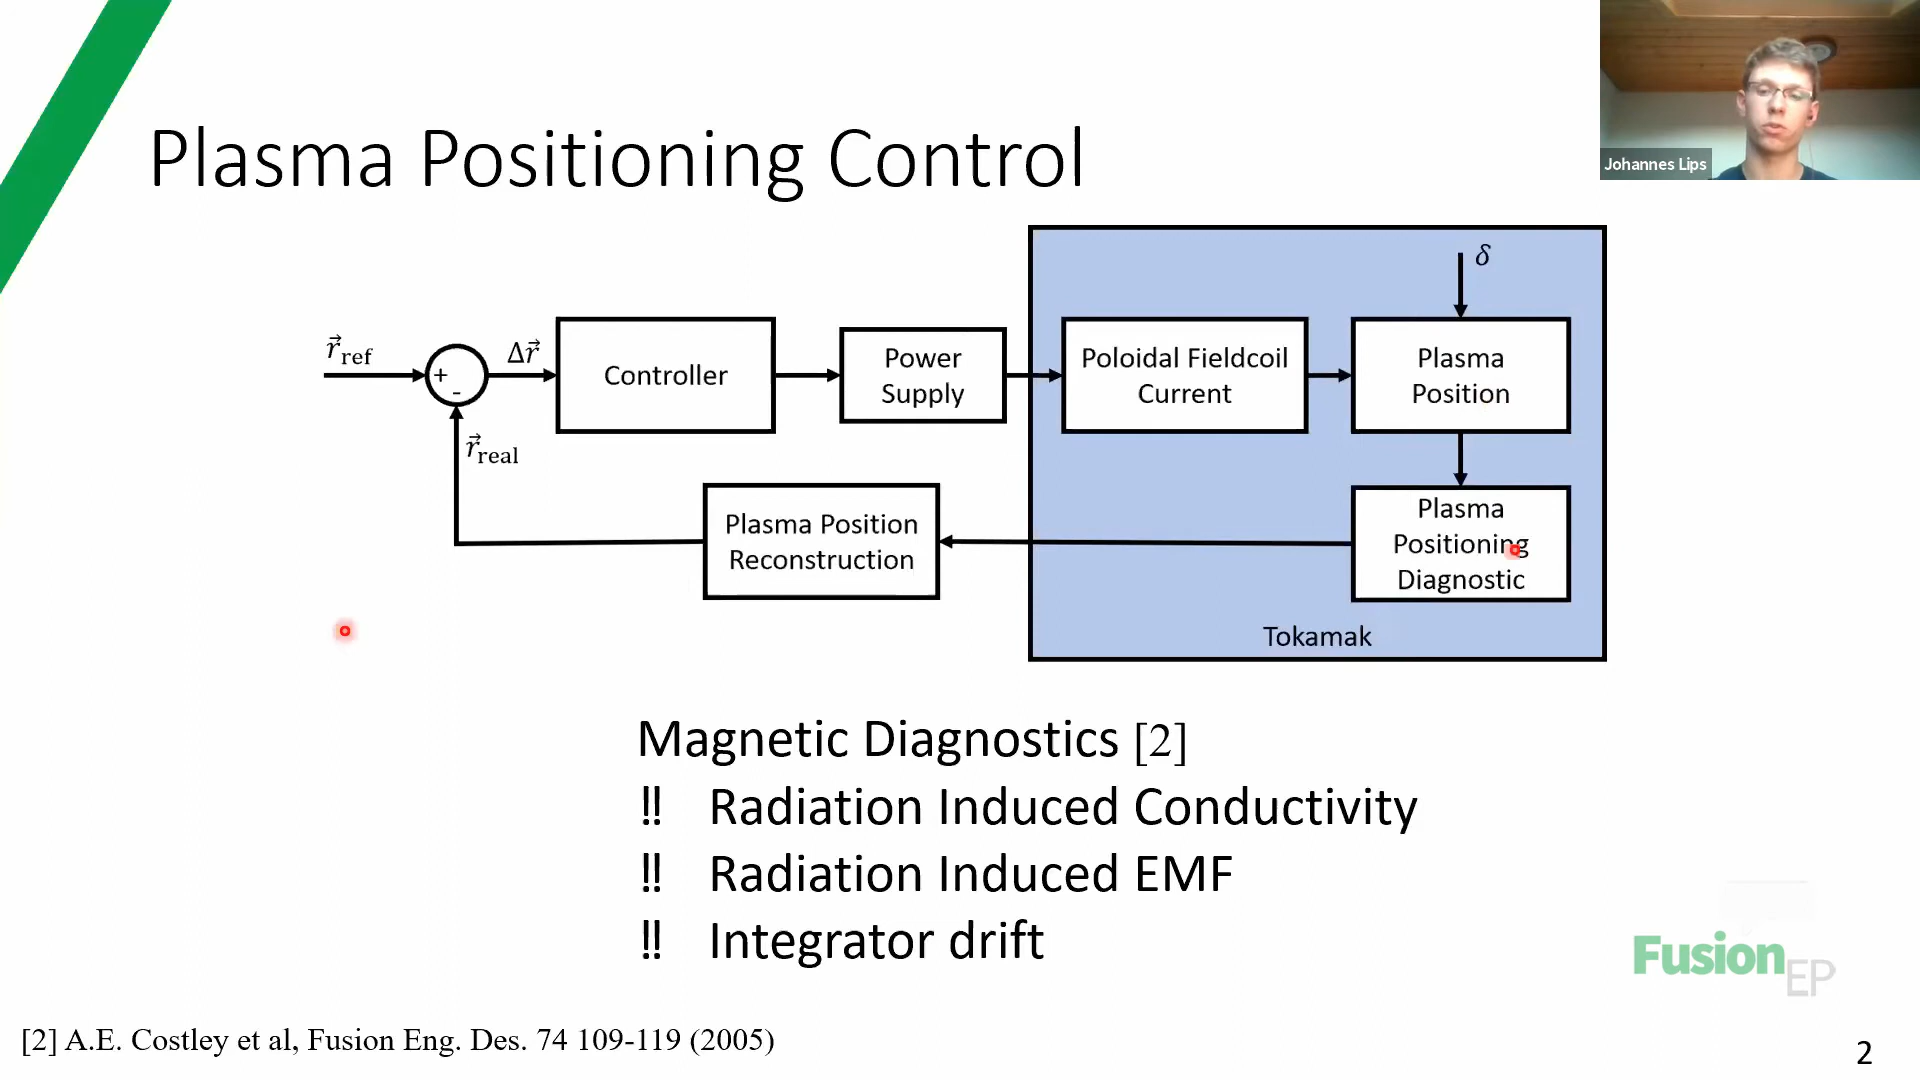 Johannes Lips
Plasma Positioning Control
δ
r⃗ref
+
-
Δr⃗
Controller
Power
Supply
Poloidal Fieldcoil
Current
Plasma
Position
r⃗real
Plasma Position
Reconstruction
Plasma
Positioning
Diagnostic
Tokamak
Magnetic Diagnostics [2]
‼ Radiation Induced Conductivity
‼ Radiation Induced EMF
‼ Integrator drift
Fusion
EP
[2] A.E. Costley et al, Fusion Eng. Des. 74 109-119 (2005)
2